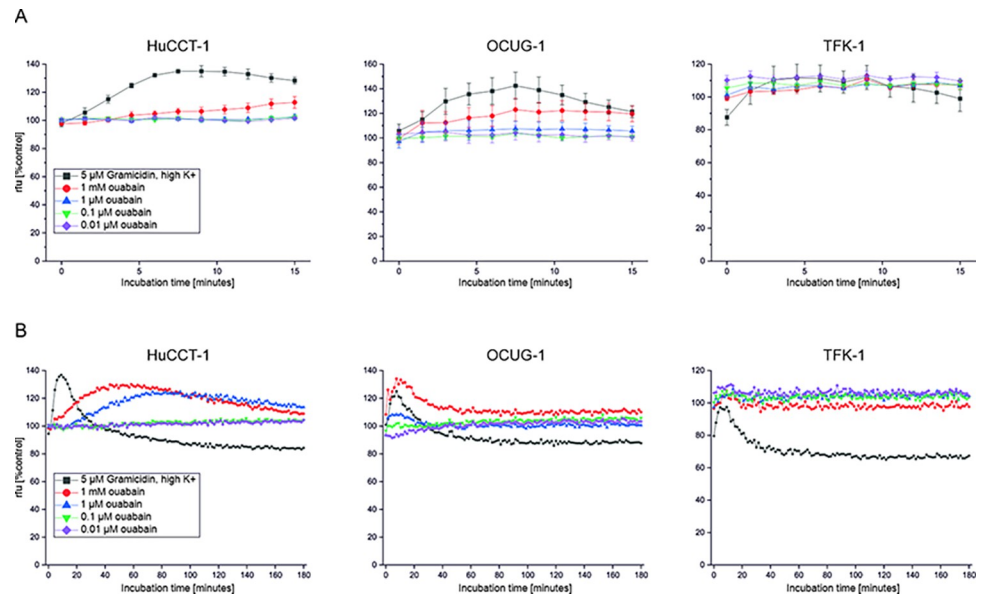 A
HuCCT-1
OCUG-1
TFK-1
rfu [%control]
140
120
100
80
60
40
20
0
5 µM Gramicidin, high K+
1 mM ouabain
1 µM ouabain
0.1 µM ouabain
0.01 µM ouabain
0 5 10 15
Incubation time [minutes]
160
140
120
100
80
60
40
20
0
0 5 10 15
Incubation time [minutes]
120
100
80
60
40
20
0
0 5 10 15
Incubation time [minutes]
B
HuCCT-1
OCUG-1
TFK-1
rfu [%control]
140
120
100
80
60
40
20
0
5 µM Gramicidin, high K+
1 mM ouabain
1 µM ouabain
0.1 µM ouabain
0.01 µM ouabain
0 20 40 60 80 100 120 140 160 180
Incubation time [minutes]
140
120
100
80
60
40
20
0
0 20 40 60 80 100 120 140 160 180
Incubation time [minutes]
120
100
80
60
40
20
0
0 20 40 60 80 100 120 140 160 180
Incubation time [minutes]